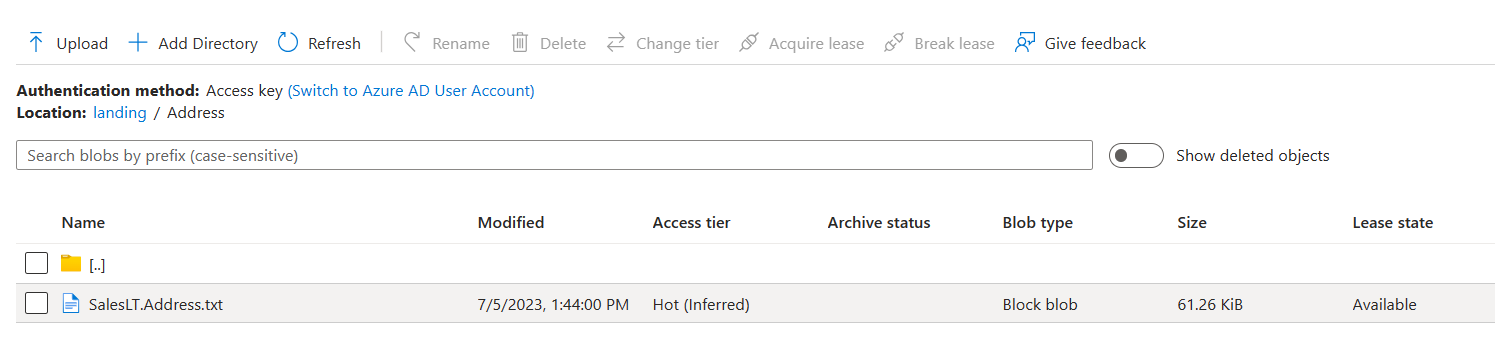 Upload Add Directory Refresh Rename Delete Change tier Acquire lease Break lease Give feedback
Authentication method: Access key (Switch to Azure AD User Account)
Location: landing / Address
Search blobs by prefix (case-sensitive) Show deleted objects
Name Modified Access tier Archive status Blob type Size Lease state
[..]
SalesLT.Address.txt 7/5/2023, 1:44:00 PM Hot (Inferred) Block blob 61.26 KiB Available